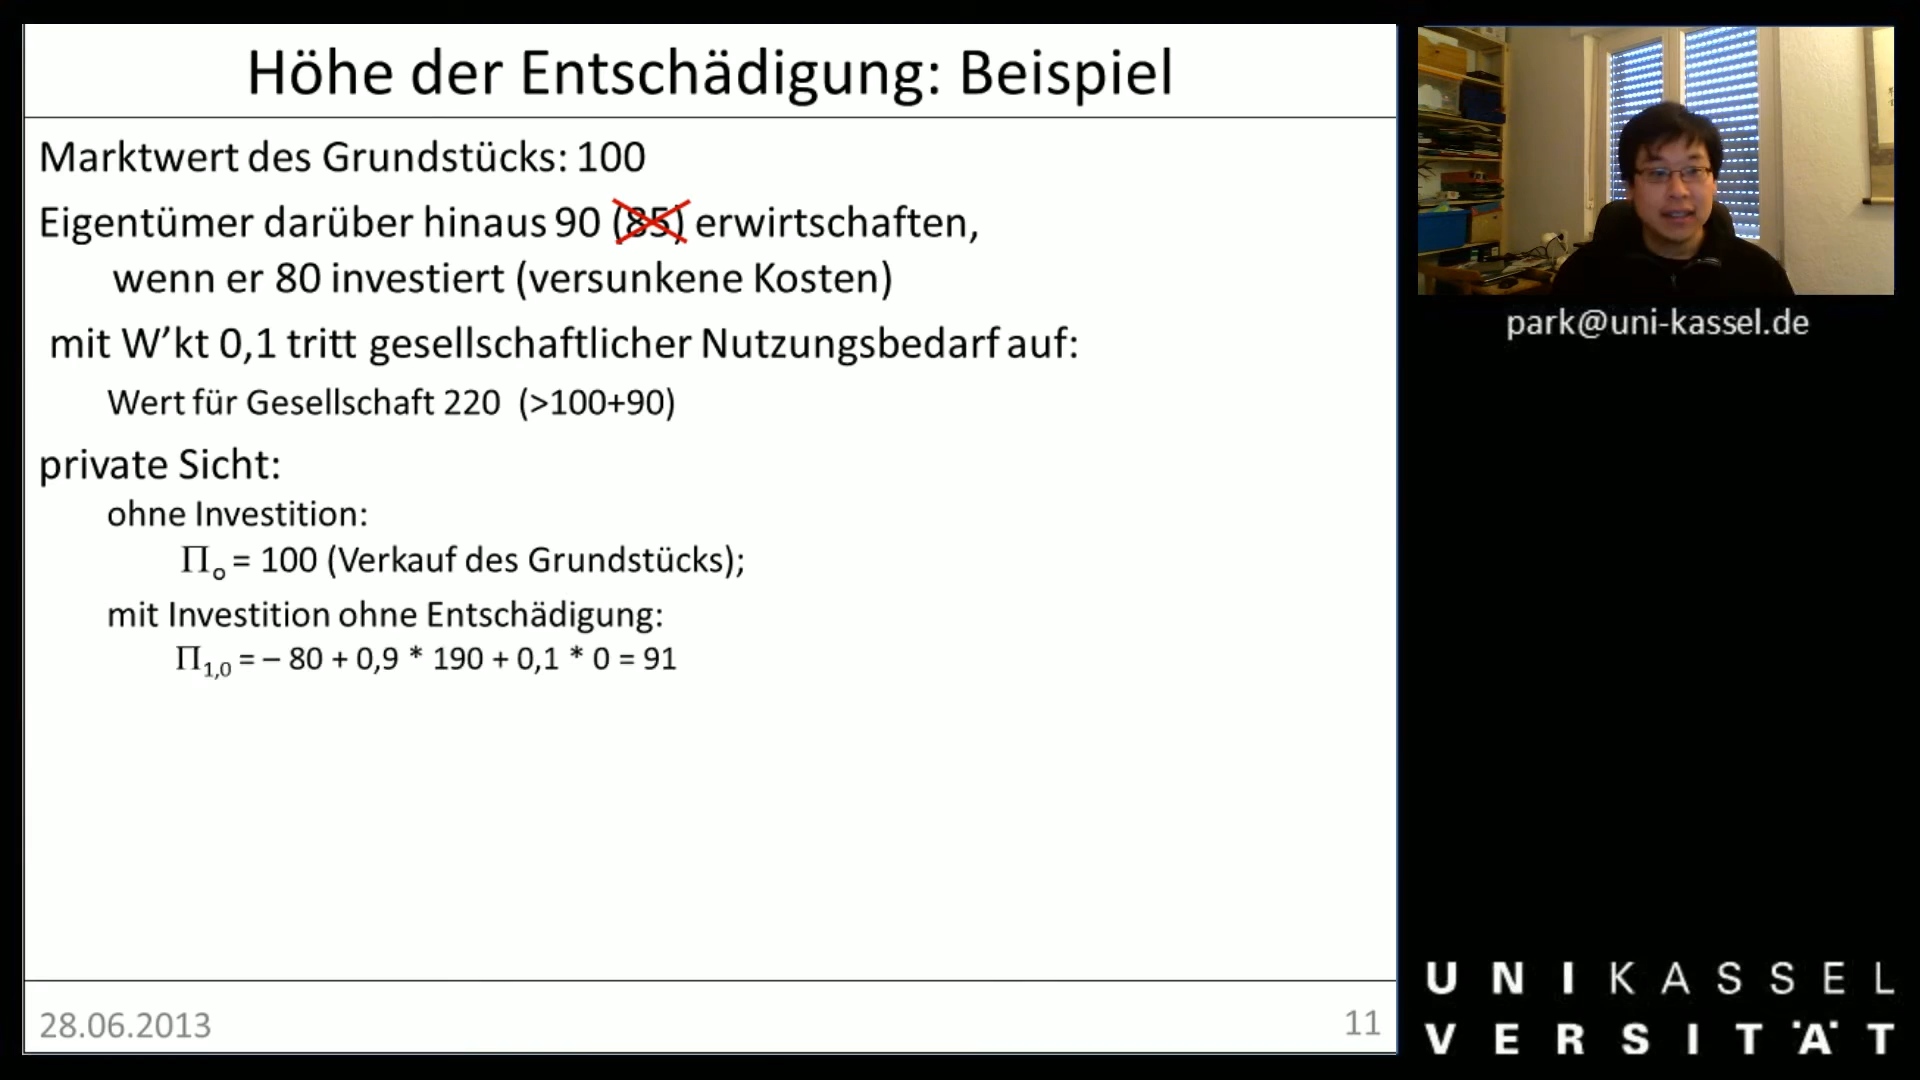 Höhe der Entschädigung: Beispiel
Marktwert des Grundstücks: 100
Eigentümer darüber hinaus 90 (85) erwirtschaften,
wenn er 80 investiert (versunkene Kosten)
mit W’kt 0,1 tritt gesellschaftlicher Nutzungsbedarf auf:
Wert für Gesellschaft 220 (>100+90)
private Sicht:
ohne Investition:
Πo = 100 (Verkauf des Grundstücks);
mit Investition ohne Entschädigung:
Π1,0 = – 80 + 0,9 * 190 + 0,1 * 0 = 91
28.06.2013
11
park@uni-kassel.de
UNIKASSEL
VERSITÄT